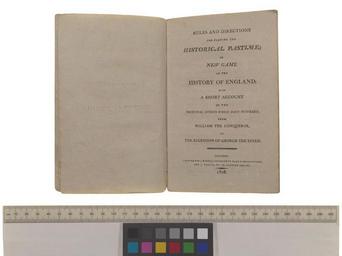 RULES AND DIRECTIONS
FOR PLAYING THE
HISTORICAL PASTIME;
OR
NEW GAME
OF THE
HISTORY OF ENGLAND:
WITH
A SHORT ACCOUNT
OF THE
PRINCIPAL EVENTS WHICH HAVE OCCURRED,
FROM
WILLIAM THE CONQUEROR,
TO
THE ACCESSION OF GEORGE THE THIRD.
LONDON: